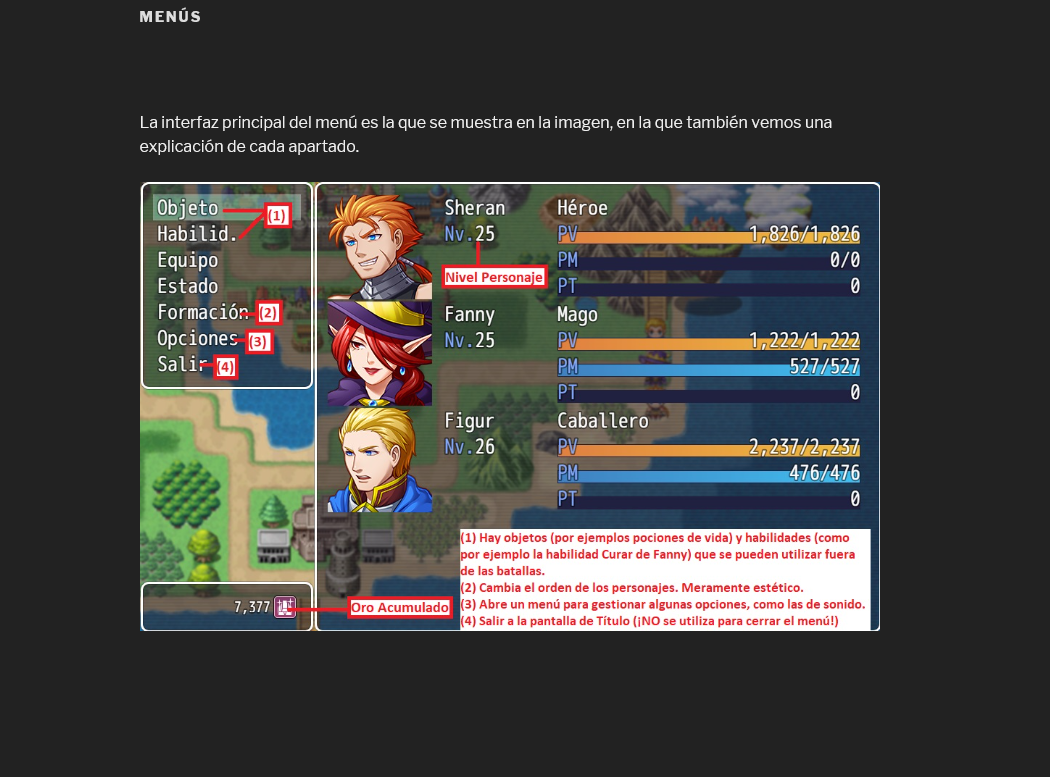 MENÚS
La interfaz principal del menú es la que se muestra en la imagen, en la que también vemos una
explicación de cada apartado.
Objeto
(1)
Habilid.
Equipo
Estado
Formación
(2)
Opciones
(3)
Salir
(4)
Sheran Héroe
Nv.25 PV 1,826/1,826
PM 0/0
Nivel Personaje
PT 0
Fanny Mago
Nv.25 PV 1,222/1,222
PM 527/527
PT 0
Figur Caballero
Nv.26 PV 2,237/2,237
PM 476/476
PT 0
(1) Hay objetos (por ejemplos pociones de vida) y habilidades (como
por ejemplo la habilidad Curar de Fanny) que se pueden utilizar fuera
de las batallas.
(2) Cambia el orden de los personajes. Meramente estético.
(3) Abre un menú para gestionar algunas opciones, como las de sonido.
(4) Salir a la pantalla de Título (¡NO se utiliza para cerrar el menú!)
7,377
Oro Acumulado